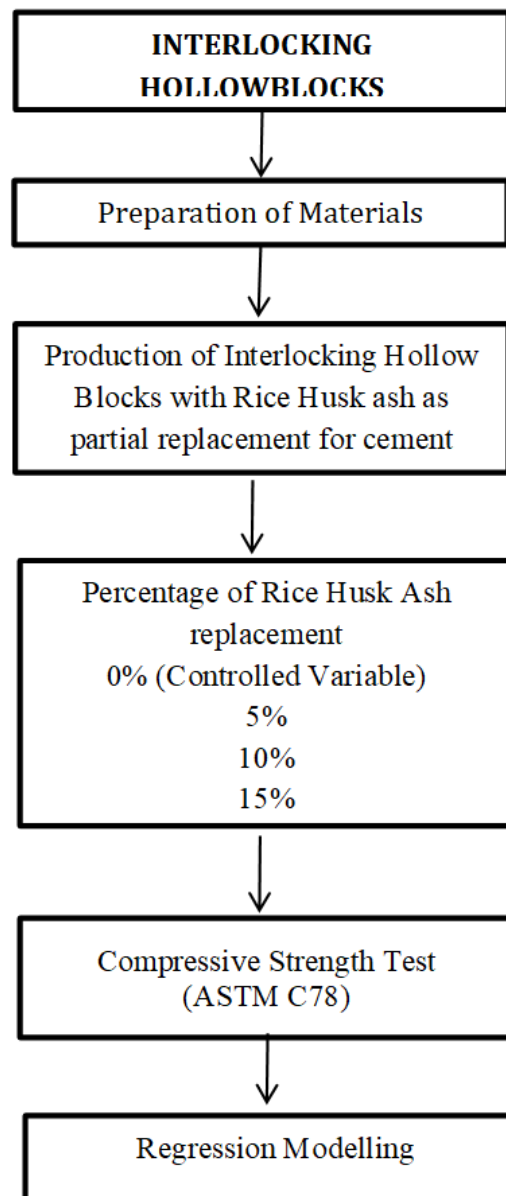 INTERLOCKING
HOLLOWBLOCKS
Preparation of Materials
Production of Interlocking Hollow
Blocks with Rice Husk ash as
partial replacement for cement
Percentage of Rice Husk Ash
replacement
0% (Controlled Variable)
5%
10%
15%
Compressive Strength Test
(ASTM C78)
Regression Modelling